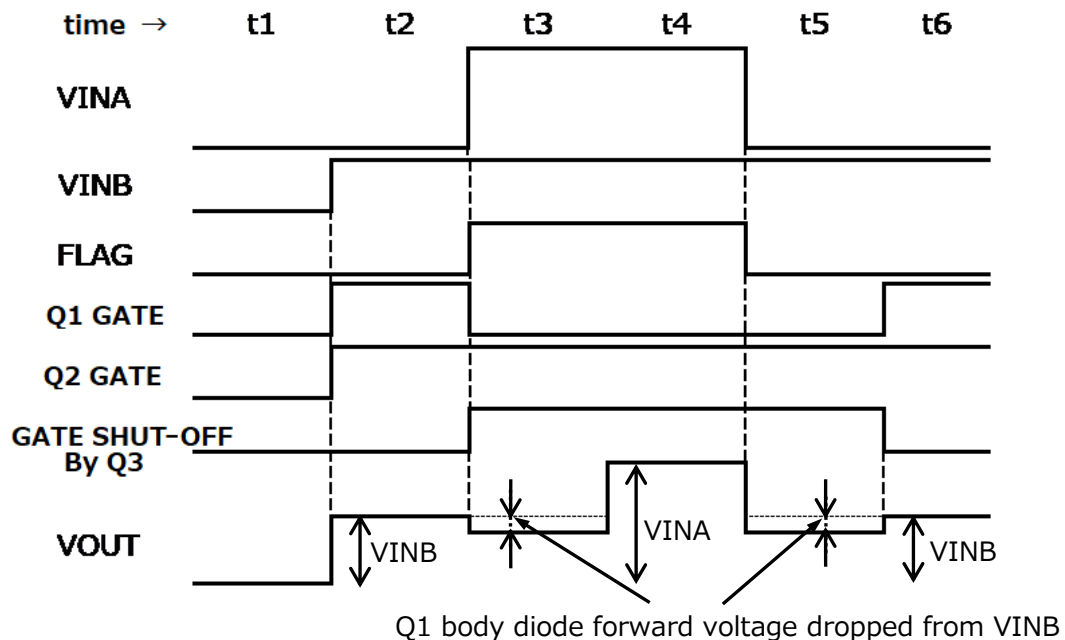 time → t1 t2 t3 t4 t5 t6
VINA
VINB
FLAG
Q1 GATE
Q2 GATE
GATE SHUT-OFF
By Q3
VOUT
VINB
VINA
VINB
Q1 body diode forward voltage dropped from VINB